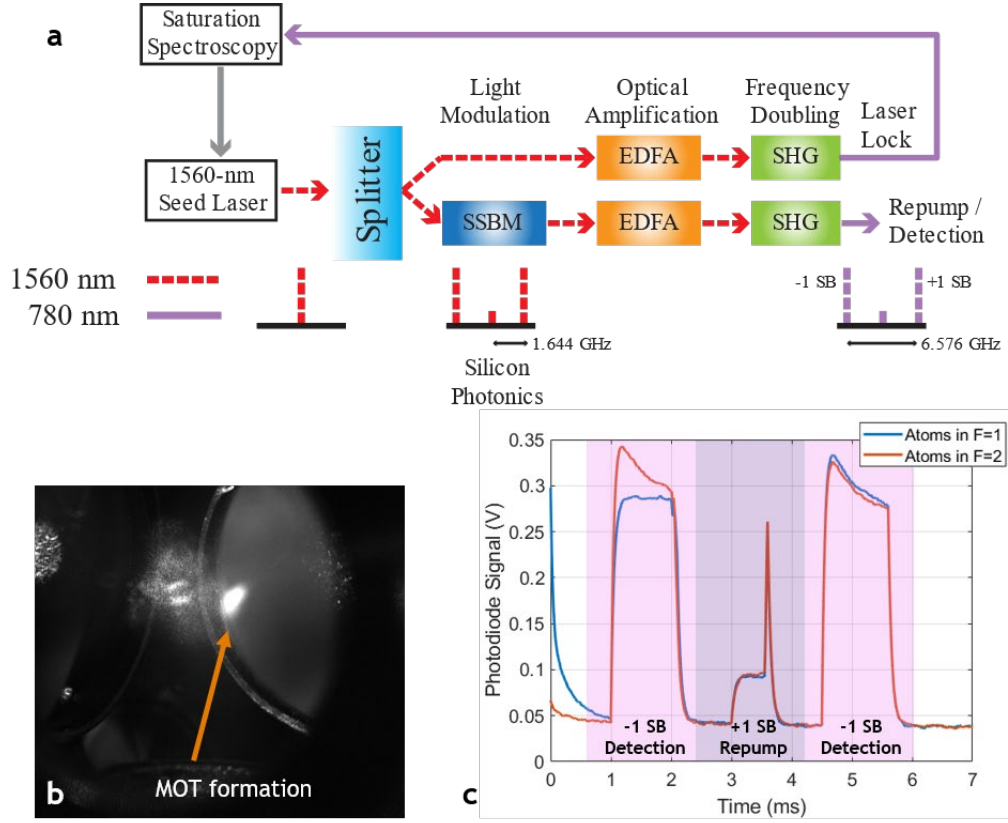 a
Saturation
Spectroscopy
Light
Modulation
Optical
Amplification
Frequency
Doubling
Laser
Lock
1560-nm
Seed Laser
Splitter
EDFA
SHG
SSBM
EDFA
SHG
Repump /
Detection
1560 nm
780 nm
1.644 GHz
-1 SB
+1 SB
6.576 GHz
Silicon
Photonics
b
MOT formation
c
Photodiode Signal (V)
0.35
0.3
0.25
0.2
0.15
0.1
0.05
0
Atoms in F=1
Atoms in F=2
-1 SB
Detection
+1 SB
Repump
-1 SB
Detection
0 1 2 3 4 5 6 7
Time (ms)